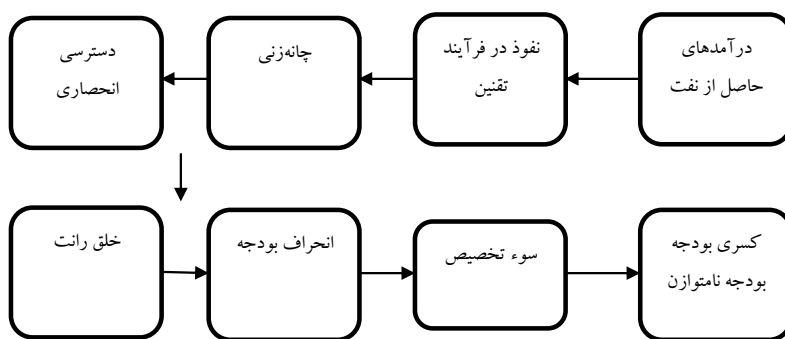 درآمدهای
حاصل از نفت
نفوذ در فرآیند
تقنین
چانه‌زنی
دسترسی
انحصاری
خلق رانت
انحراف بودجه
سوء تخصیص
کسری بودجه
بودجه نامتوازن